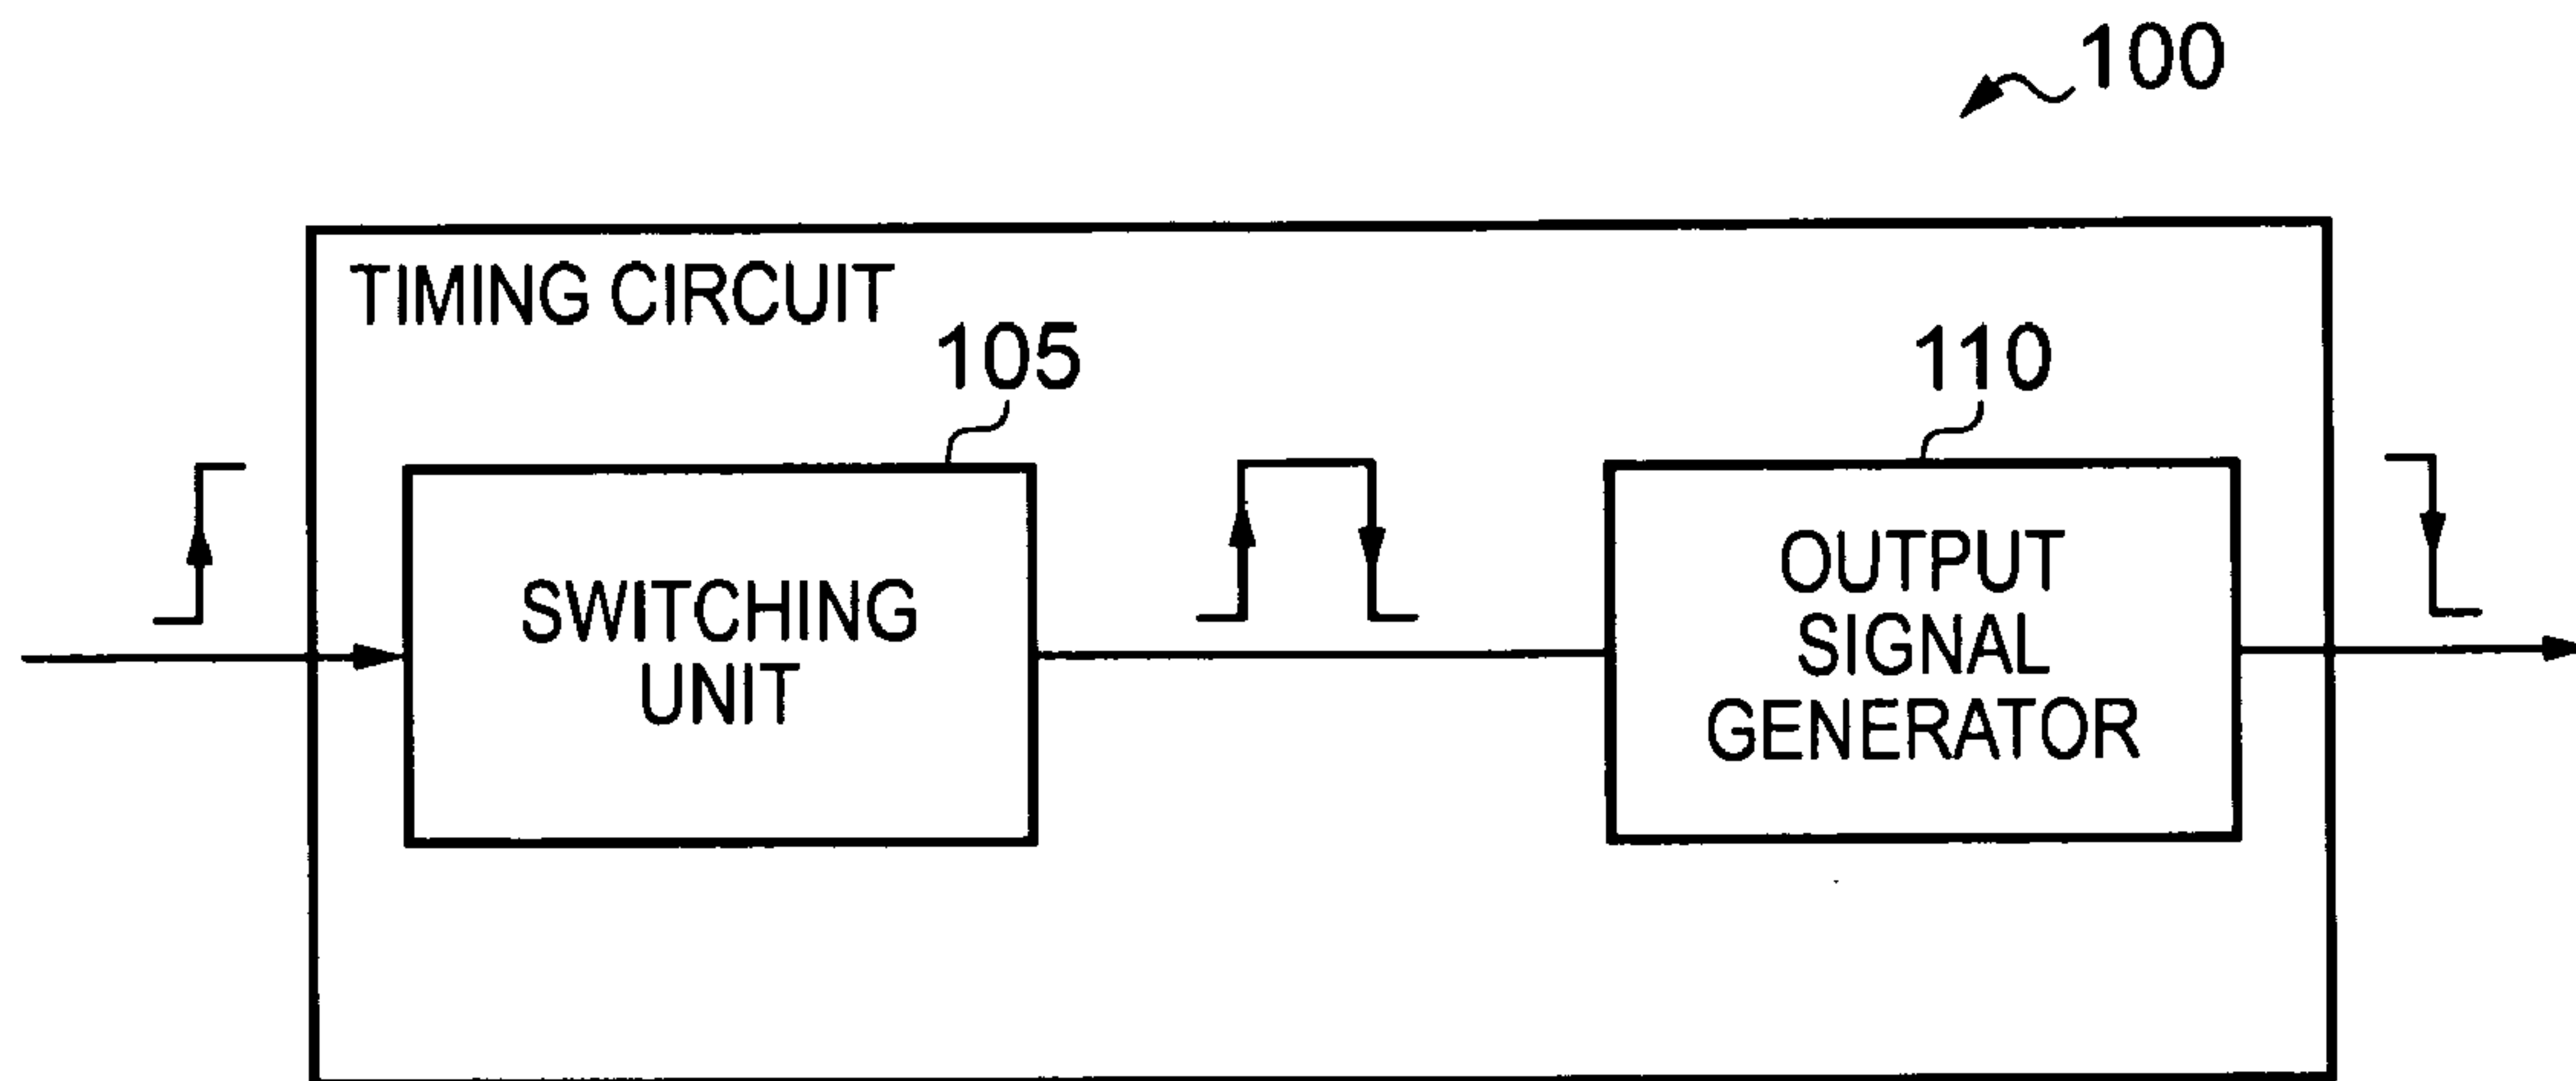 100
TIMING CIRCUIT
105
110
SWITCHING
UNIT
OUTPUT
SIGNAL
GENERATOR